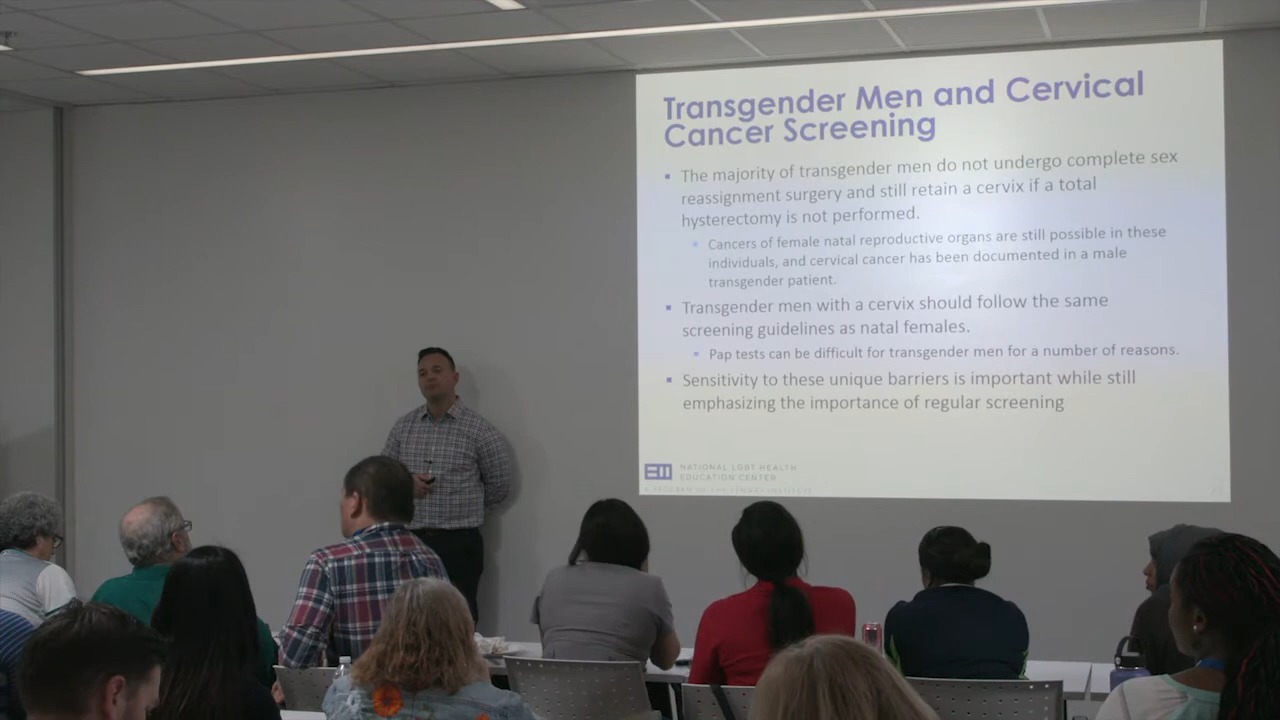 Transgender Men and Cervical
Cancer Screening
The majority of transgender men do not undergo complete sex
reassignment surgery and still retain a cervix if a total
hysterectomy is not performed.
Cancers of female natal reproductive organs are still possible in these
individuals, and cervical cancer has been documented in a male
transgender patient.
Transgender men with a cervix should follow the same
screening guidelines as natal females.
Pap tests can be difficult for transgender men for a number of reasons.
Sensitivity to these unique barriers is important while still
emphasizing the importance of regular screening
NATIONAL LGBT HEALTH
EDUCATION CENTER
A PROGRAM OF THE FENWAY INSTITUTE